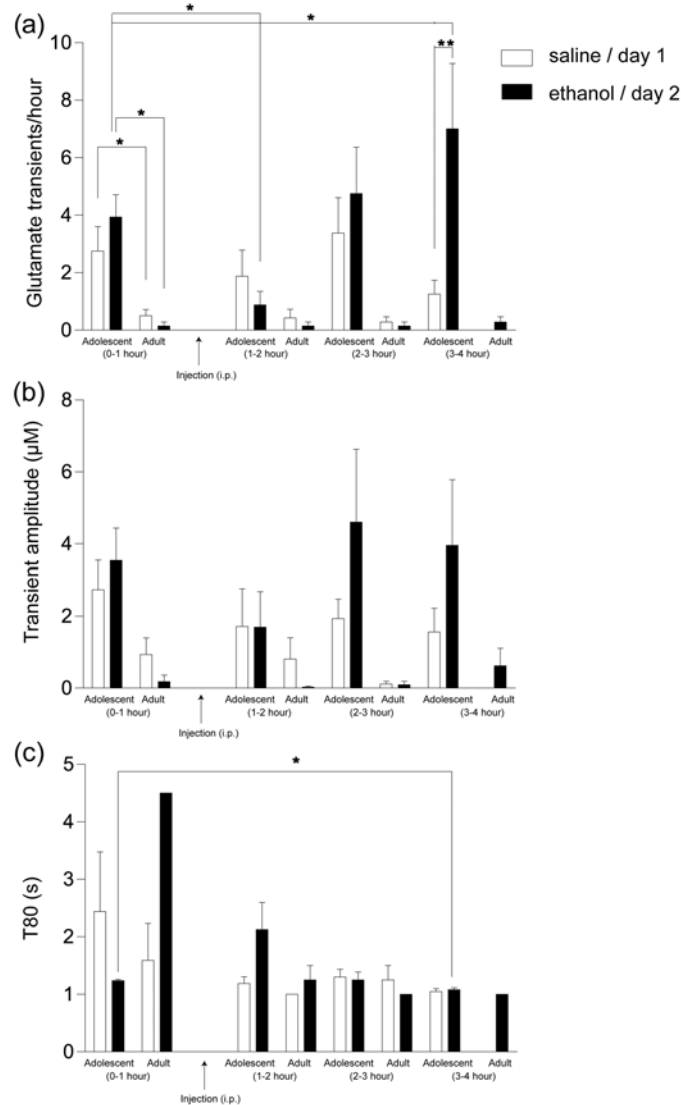 (a)
* *
**
saline / day 1
ethanol / day 2
*
*
Glutamate transients/hour
10
8
6
4
2
0
Adolescent Adult Adolescent Adult Adolescent Adult Adolescent Adult
(0-1 hour) (1-2 hour) (2-3 hour) (3-4 hour)
Injection (i.p.)
(b)
Transient amplitude (µM)
8
6
4
2
0
Adolescent Adult Adolescent Adult Adolescent Adult Adolescent Adult
(0-1 hour) (1-2 hour) (2-3 hour) (3-4 hour)
Injection (i.p.)
(c)
*
T80 (s)
5
4
3
2
1
0
Adolescent Adult Adolescent Adult Adolescent Adult Adolescent Adult
(0-1 hour) (1-2 hour) (2-3 hour) (3-4 hour)
Injection (i.p.)